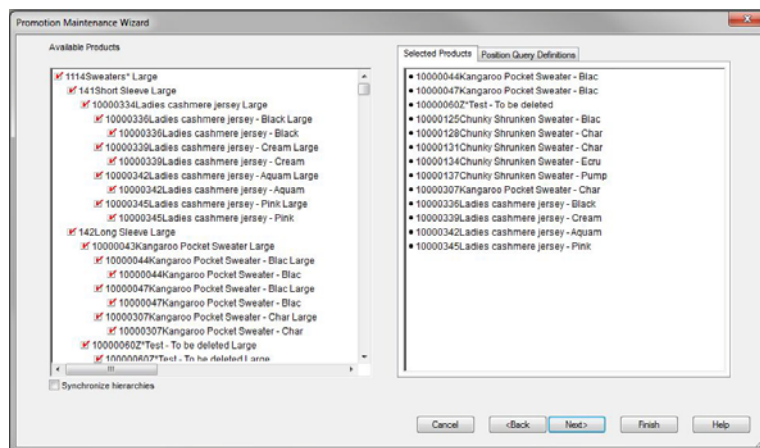 Promotion Maintenance Wizard
Available Products
1114Sweaters* Large
141Short Sleeve Large
10000334Ladies cashmere jersey Large
10000336Ladies cashmere jersey - Black Large
10000336Ladies cashmere jersey - Black
10000339Ladies cashmere jersey - Cream Large
10000339Ladies cashmere jersey - Cream
10000342Ladies cashmere jersey - Aquam Large
10000342Ladies cashmere jersey - Aquam
10000345Ladies cashmere jersey - Pink Large
10000345Ladies cashmere jersey - Pink
142Long Sleeve Large
10000043Kangaroo Pocket Sweater Large
10000044Kangaroo Pocket Sweater - Blac Large
10000044Kangaroo Pocket Sweater - Blac
10000047Kangaroo Pocket Sweater - Blac Large
10000047Kangaroo Pocket Sweater - Blac
10000307Kangaroo Pocket Sweater - Char Large
10000307Kangaroo Pocket Sweater - Char
10000060Z*Test - To be deleted Large
10000060Z*Test - To be deleted Large
Synchronize hierarchies
Selected Products Position Query Definitions
10000044Kangaroo Pocket Sweater - Blac
10000047Kangaroo Pocket Sweater - Blac
10000060Z*Test - To be deleted
10000125Chunky Shrunken Sweater - Blac
10000128Chunky Shrunken Sweater - Char
10000131Chunky Shrunken Sweater - Char
10000134Chunky Shrunken Sweater - Ecru
10000137Chunky Shrunken Sweater - Pump
10000307Kangaroo Pocket Sweater - Char
10000336Ladies cashmere jersey - Black
10000339Ladies cashmere jersey - Cream
10000342Ladies cashmere jersey - Aquam
10000345Ladies cashmere jersey - Pink
Cancel <Back Next> Finish Help